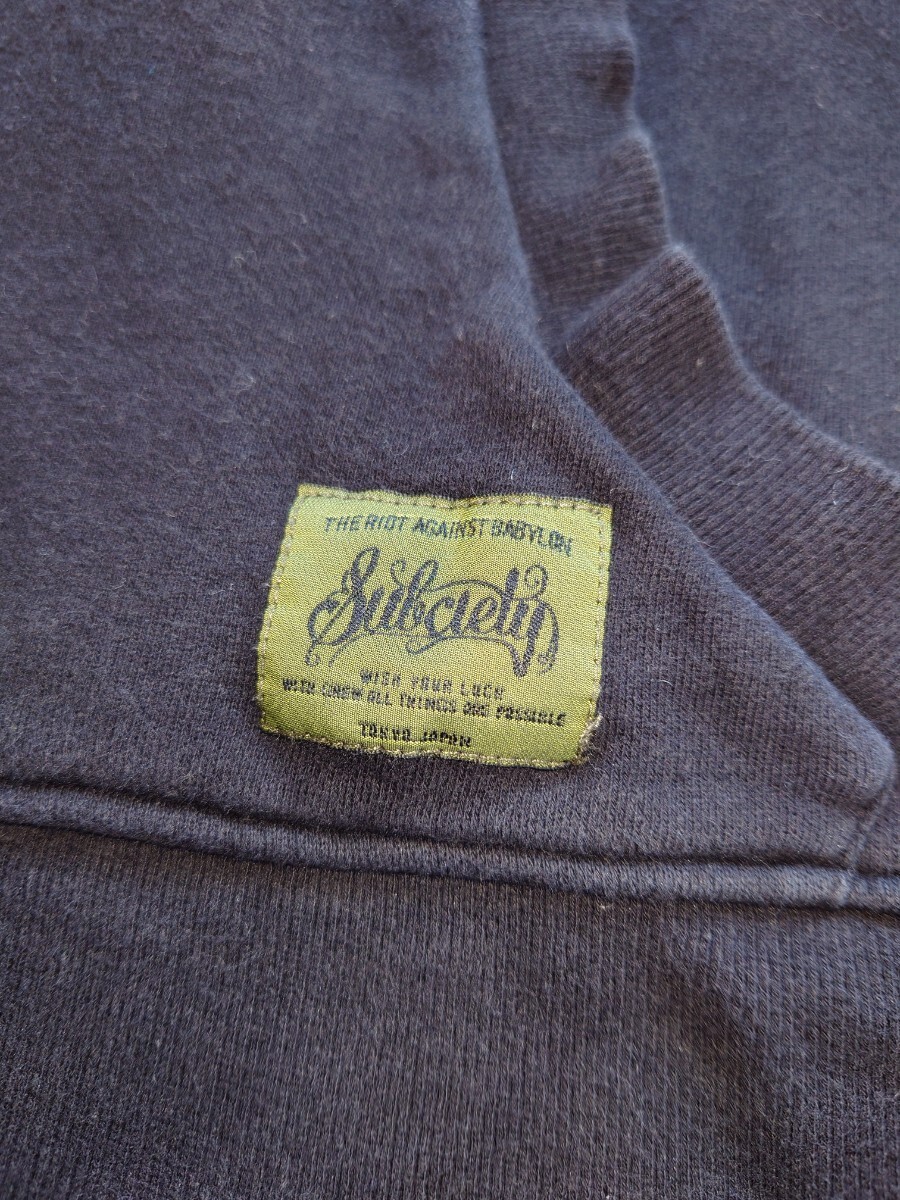 THE RIOT AGAINST BABYLON
Subciety
WISH YOUR LUCK
WITH CREW ALL THINGS ARE POSSIBLE
TOKYO JAPAN